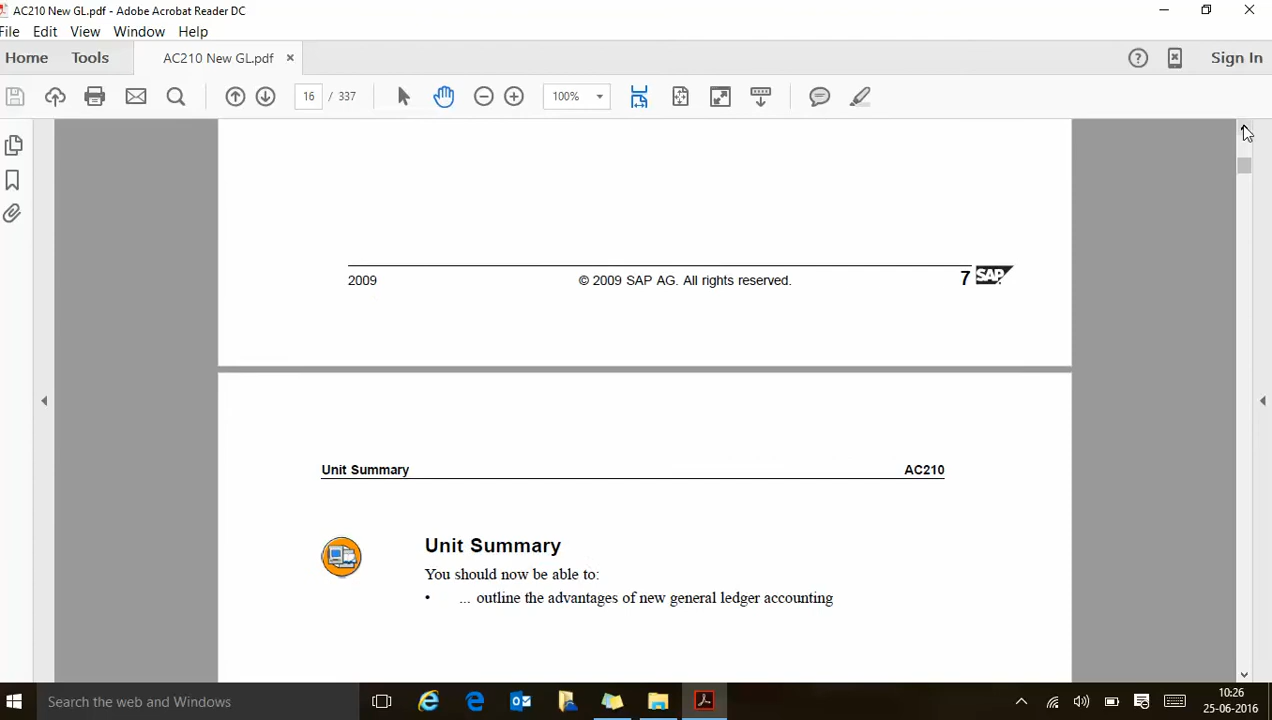 AC210 New GL.pdf - Adobe Acrobat Reader DC
File Edit View Window Help
Home Tools AC210 New GL.pdf × Sign In
16 / 337 100%
2009 © 2009 SAP AG. All rights reserved. 7 SAP
Unit Summary AC210
Unit Summary
You should now be able to:
• ... outline the advantages of new general ledger accounting
Search the web and Windows
10:26
25-06-2016